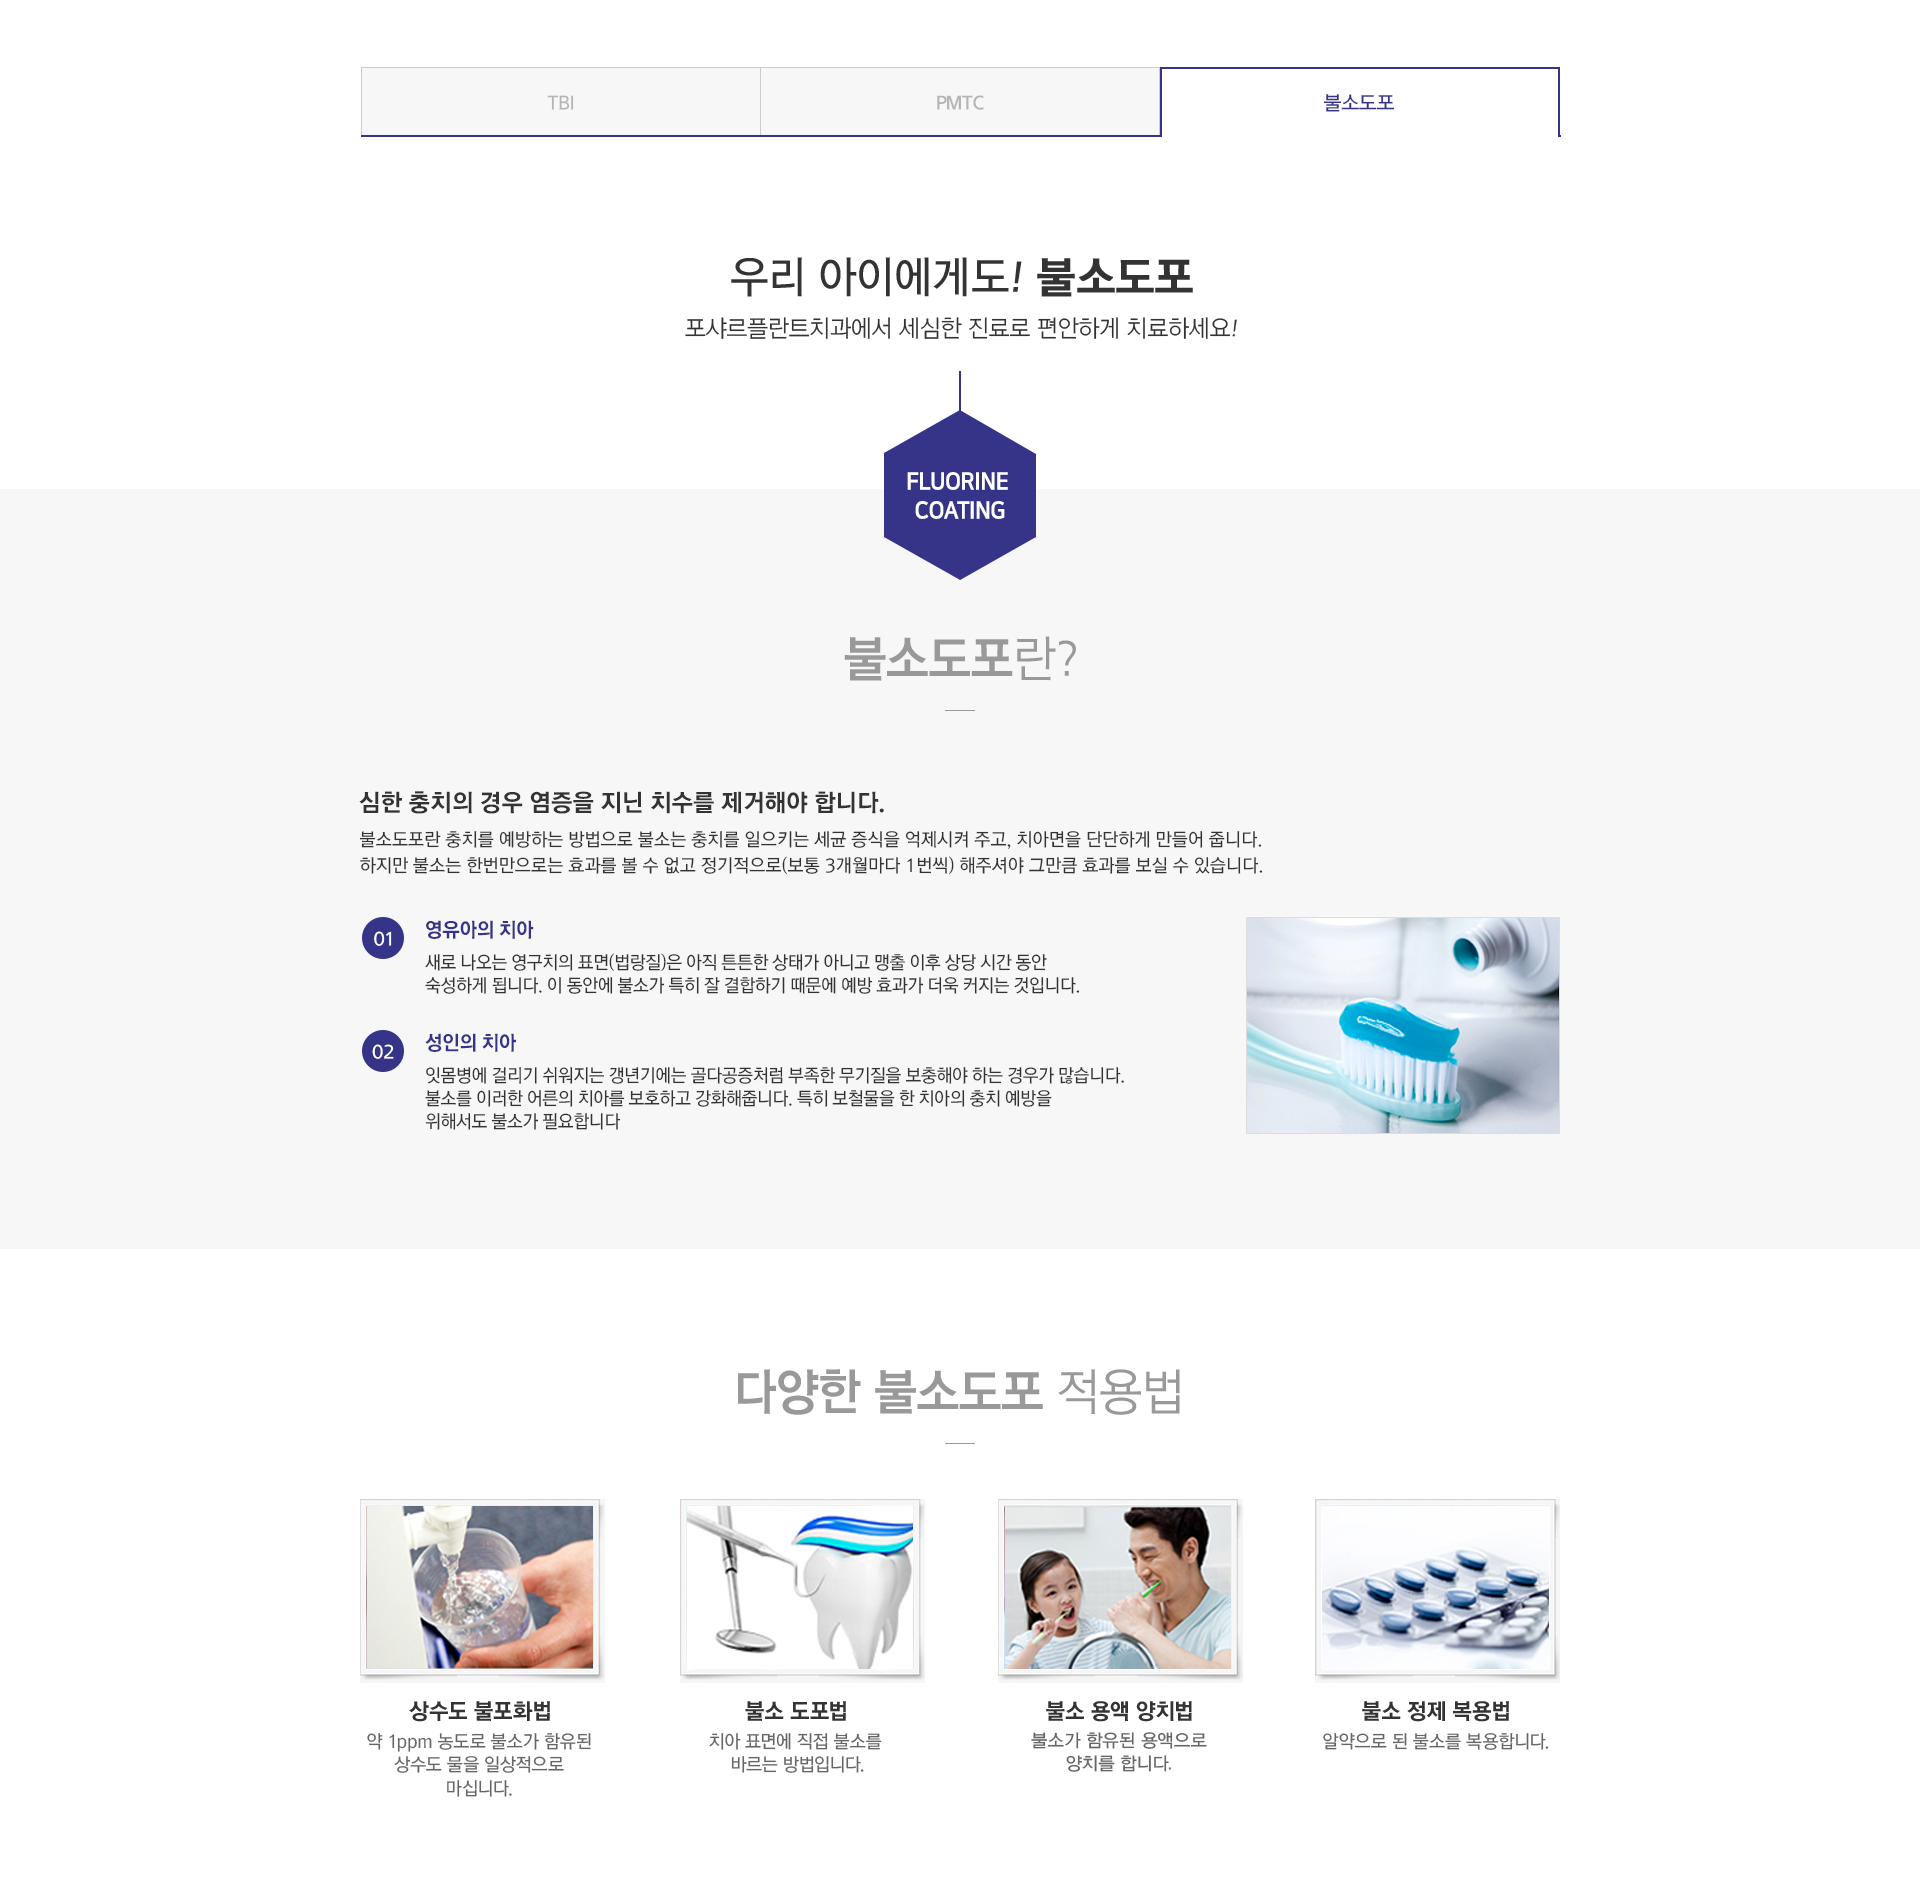 TBI
PMTC
불소도포
우리 아이에게도! 불소도포
포샤르플란트치과에서 세심한 진료로 편안하게 치료하세요!
FLUORINE
COATING
불소도포란?
심한 충치의 경우 염증을 지닌 치수를 제거해야 합니다.
불소도포란 충치를 예방하는 방법으로 불소는 충치를 일으키는 세균 증식을 억제시켜 주고, 치아면을 단단하게 만들어 줍니다.
하지만 불소는 한번만으로는 효과를 볼 수 없고 정기적으로(보통 3개월마다 1번씩) 해주셔야 그만큼 효과를 보실 수 있습니다.
01
영유아의 치아
새로 나오는 영구치의 표면(법랑질)은 아직 튼튼한 상태가 아니고 맹출 이후 상당 시간 동안
숙성하게 됩니다. 이 동안에 불소가 특히 잘 결합하기 때문에 예방 효과가 더욱 커지는 것입니다.
02
성인의 치아
잇몸병에 걸리기 쉬워지는 갱년기에는 골다공증처럼 부족한 무기질을 보충해야 하는 경우가 많습니다.
불소를 이러한 어른의 치아를 보호하고 강화해줍니다. 특히 보철물을 한 치아의 충치 예방을
위해서도 불소가 필요합니다
다양한 불소도포 적용법
상수도 불포화법
약 1ppm 농도로 불소가 함유된
상수도 물을 일상적으로
마십니다.
불소 도포법
치아 표면에 직접 불소를
바르는 방법입니다.
불소 용액 양치법
불소가 함유된 용액으로
양치를 합니다.
불소 정제 복용법
알약으로 된 불소를 복용합니다.